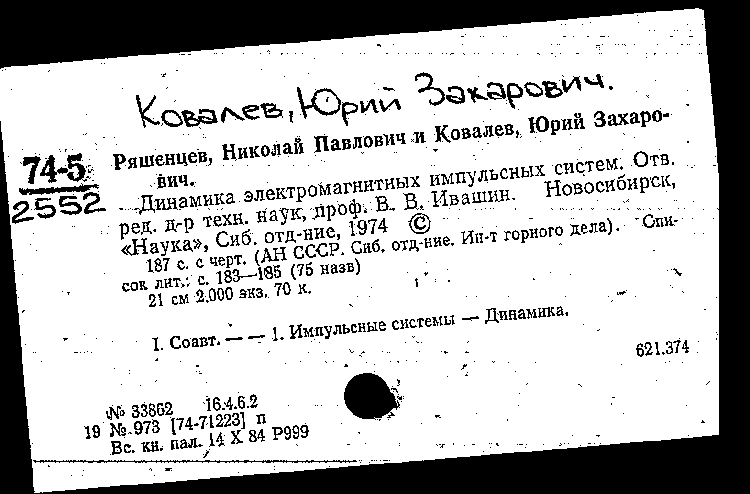 Ковалев, Юрий Захарович.
74-5
2552
Ряшенцев, Николай Павлович и Ковалев, Юрий Захаро-
вич.
Динамика электромагнитных импульсных систем. Отв.
ред. д-р техн. наук, проф. В. В. Ивашин. Новосибирск,
«Наука», Сиб. отд-ние, 1974 ©
187 с. с черт. (АН СССР. Сиб. отд-ние. Ин-т горного дела). Спи-
сок лит.: с. 183—185 (75 назв)
21 см 2.000 экз. 70 к.
I. Соавт. — — 1. Импульсные системы — Динамика.
621.374
№ 33862 16.4.6.2
19 № 973 [74-71223] п
Вс. кн. пал. 14 X 84 Р999